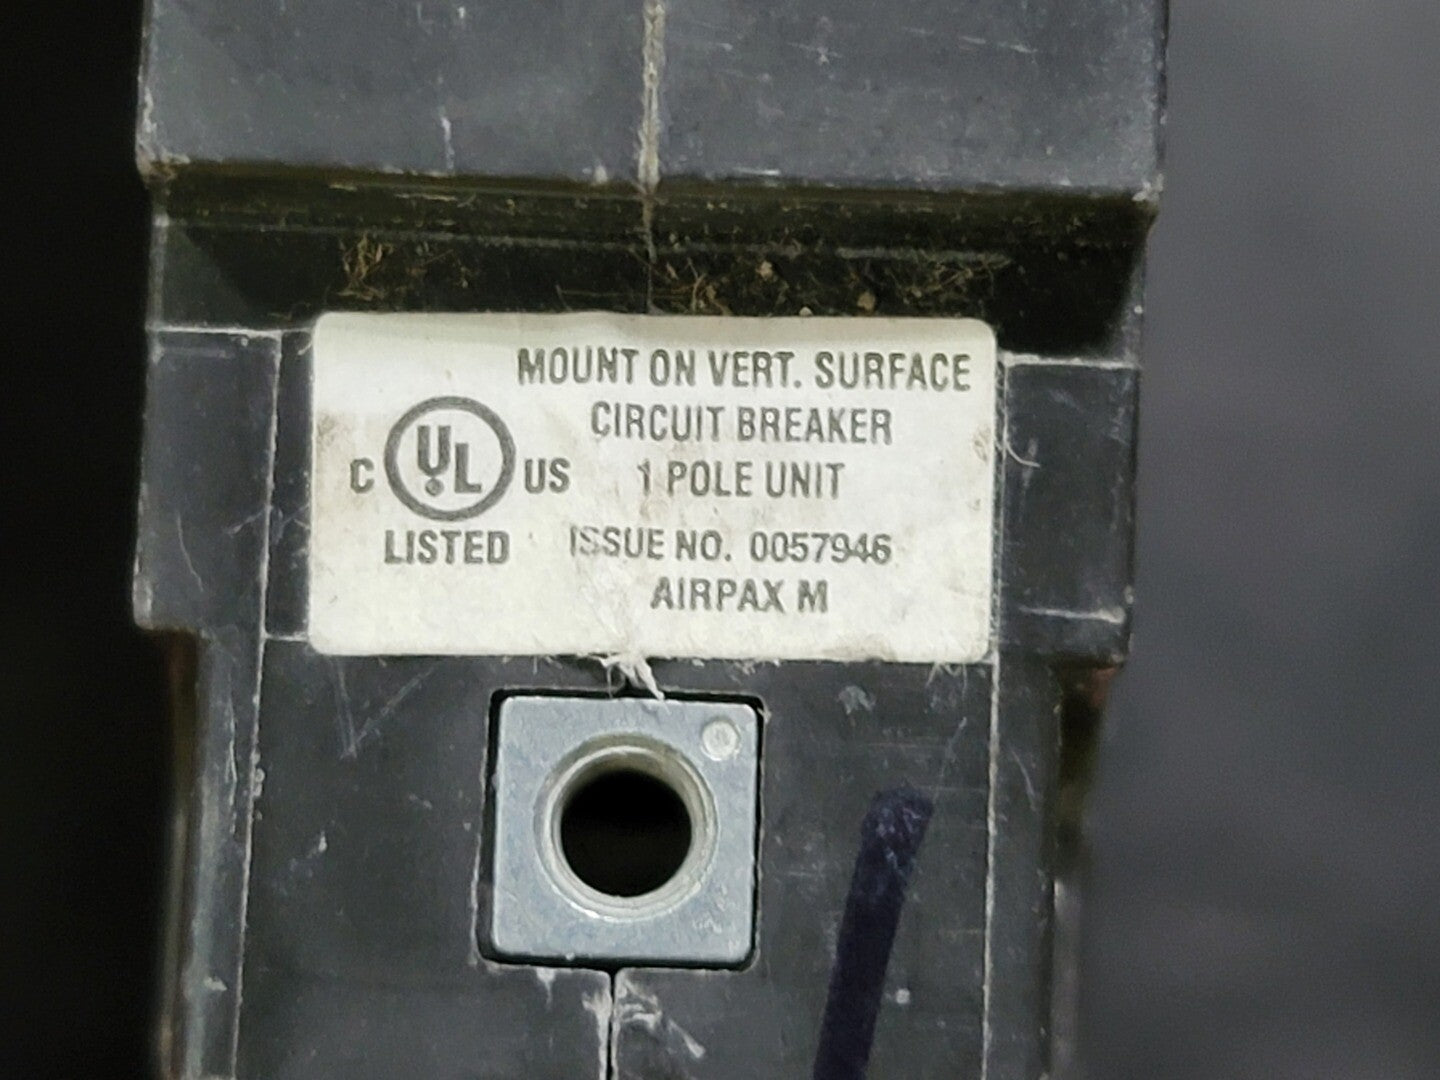 MOUNT ON VERT. SURFACE
CIRCUIT BREAKER
1 POLE UNIT
C UL US
LISTED
ISSUE NO. 0057946
AIRPAX M